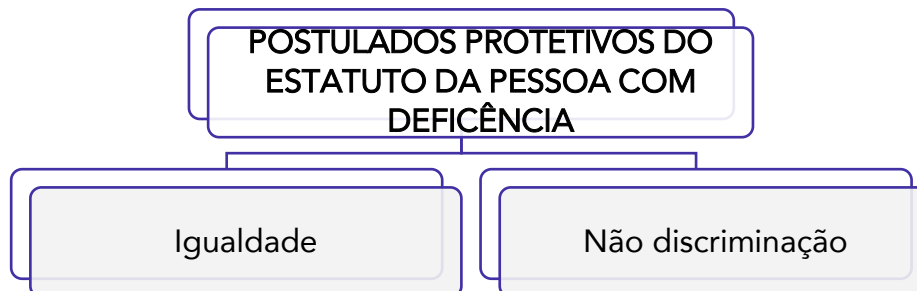 POSTULADOS PROTETIVOS DO
ESTATUTO DA PESSOA COM
DEFICÊNCIA
Igualdade
Não discriminação